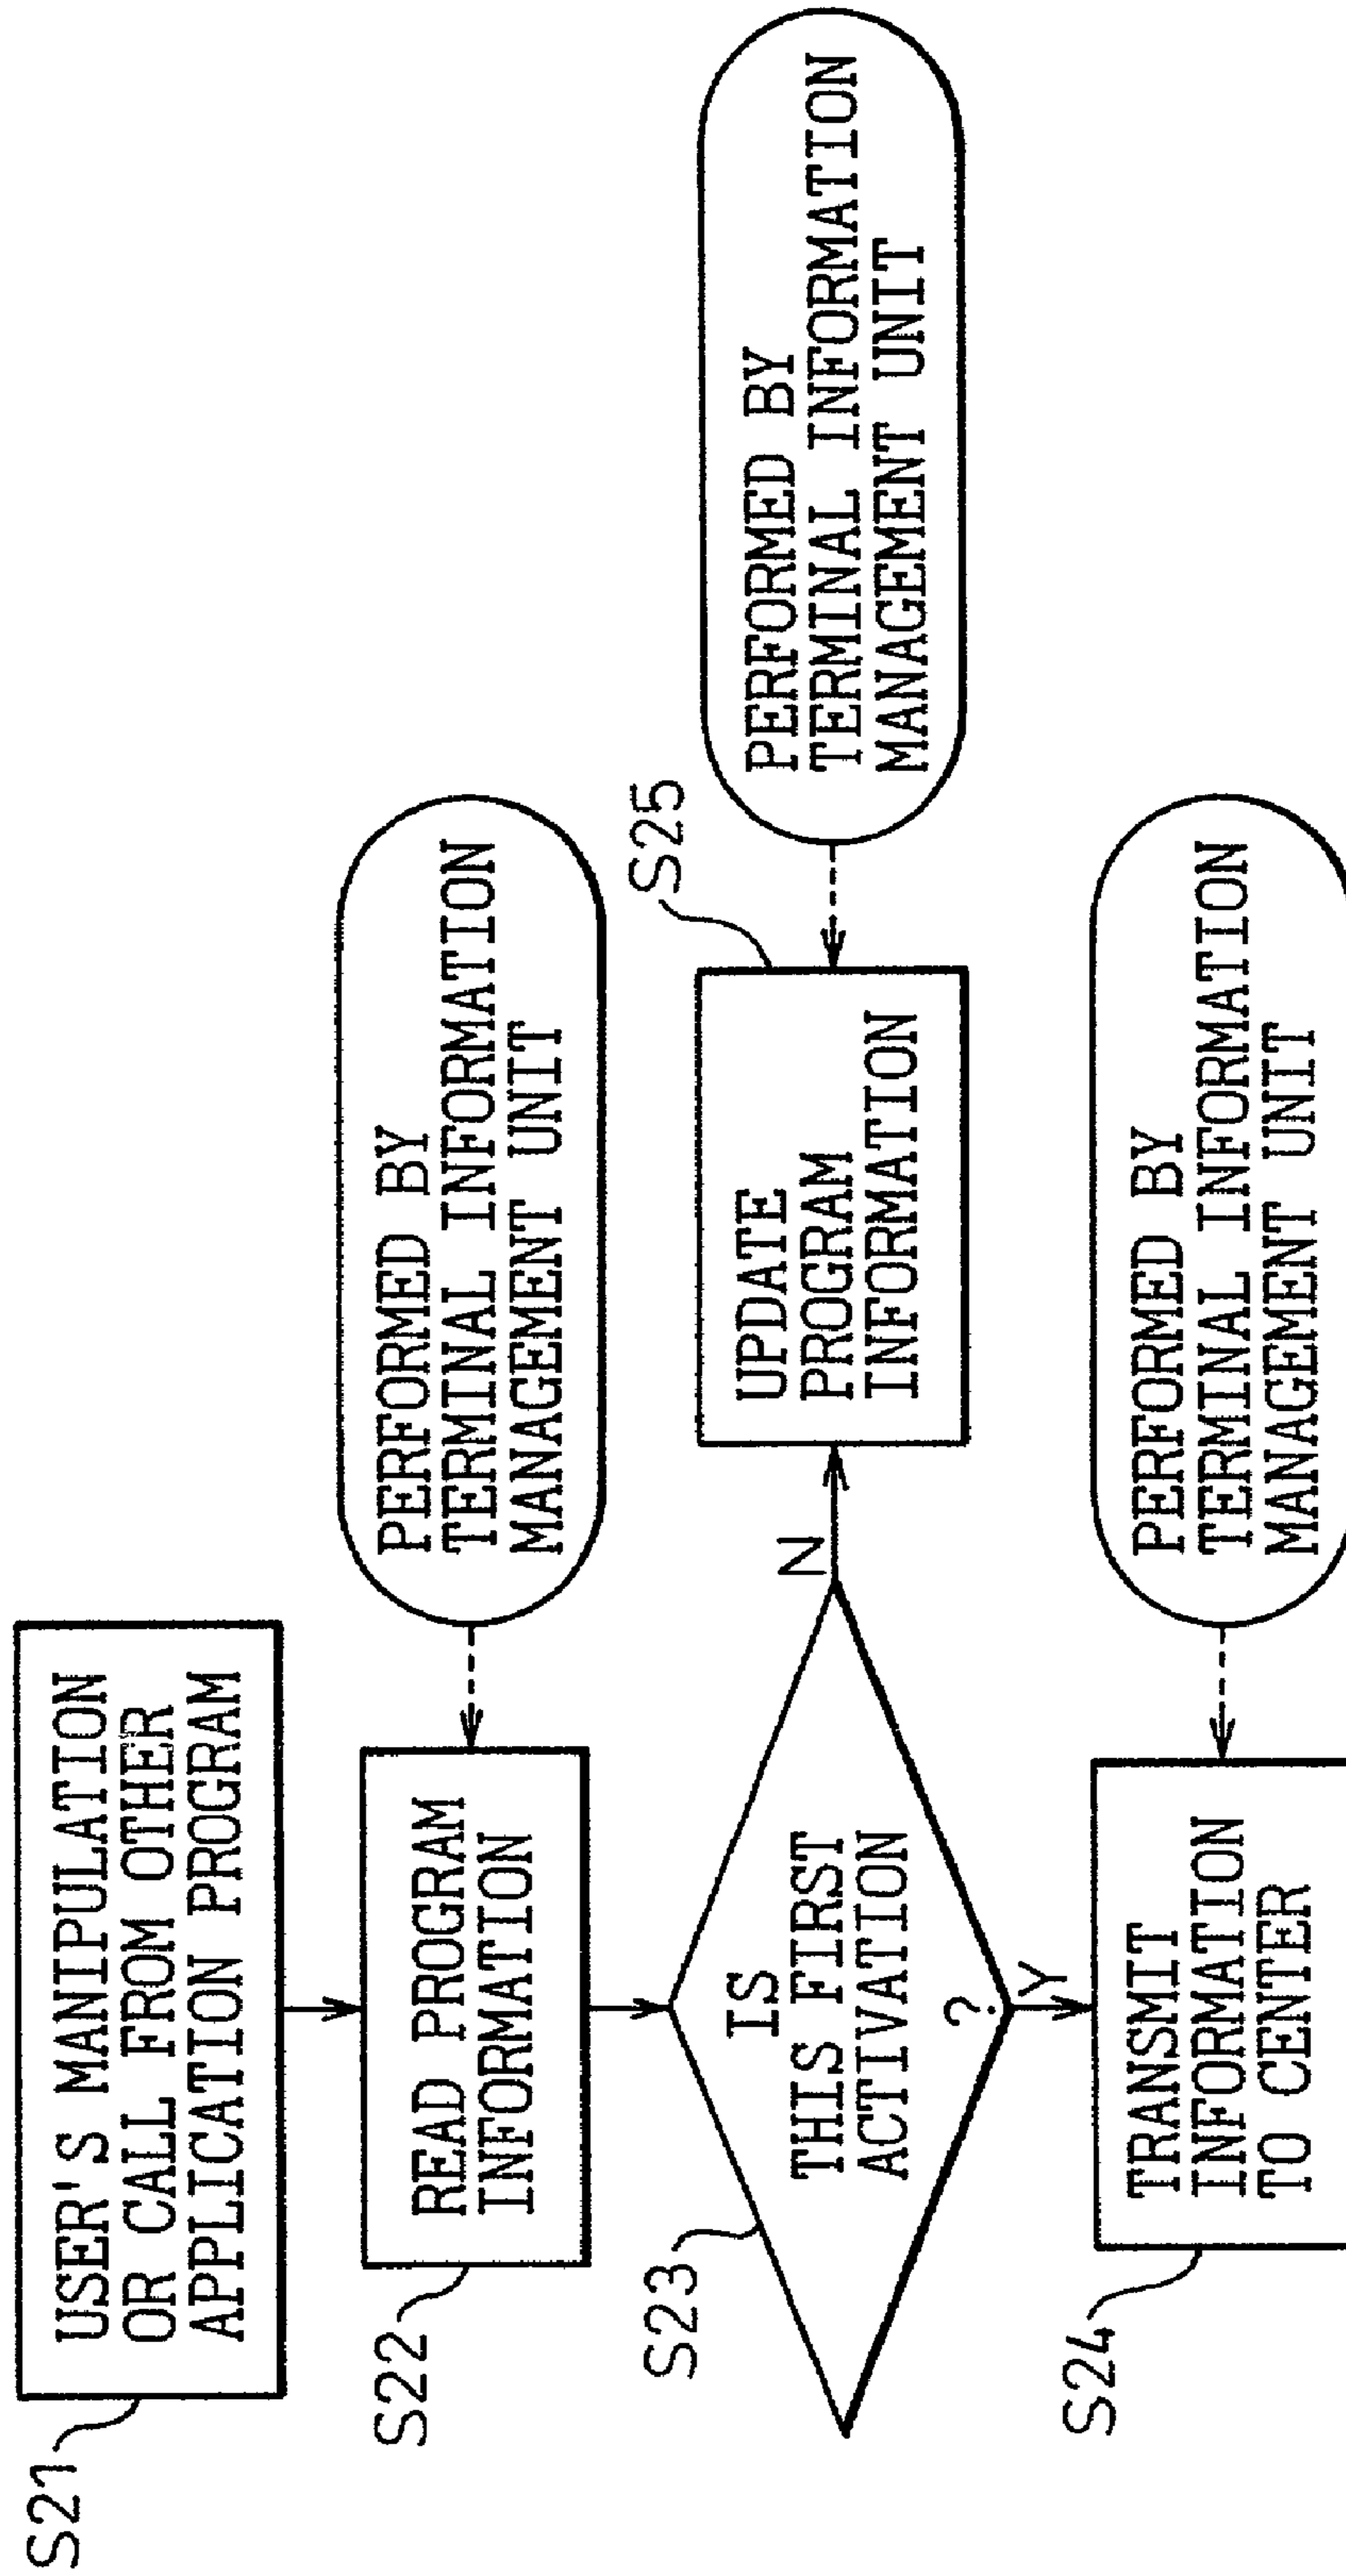 S21
USER'S MANIPULATION
OR CALL FROM OTHER
APPLICATION PROGRAM
S22
READ PROGRAM
INFORMATION
PERFORMED BY
TERMINAL INFORMATION
MANAGEMENT UNIT
S23
IS
THIS FIRST
ACTIVATION
?
N
Y
S25
UPDATE
PROGRAM
INFORMATION
PERFORMED BY
TERMINAL INFORMATION
MANAGEMENT UNIT
S24
TRANSMIT
INFORMATION
TO CENTER
PERFORMED BY
TERMINAL INFORMATION
MANAGEMENT UNIT